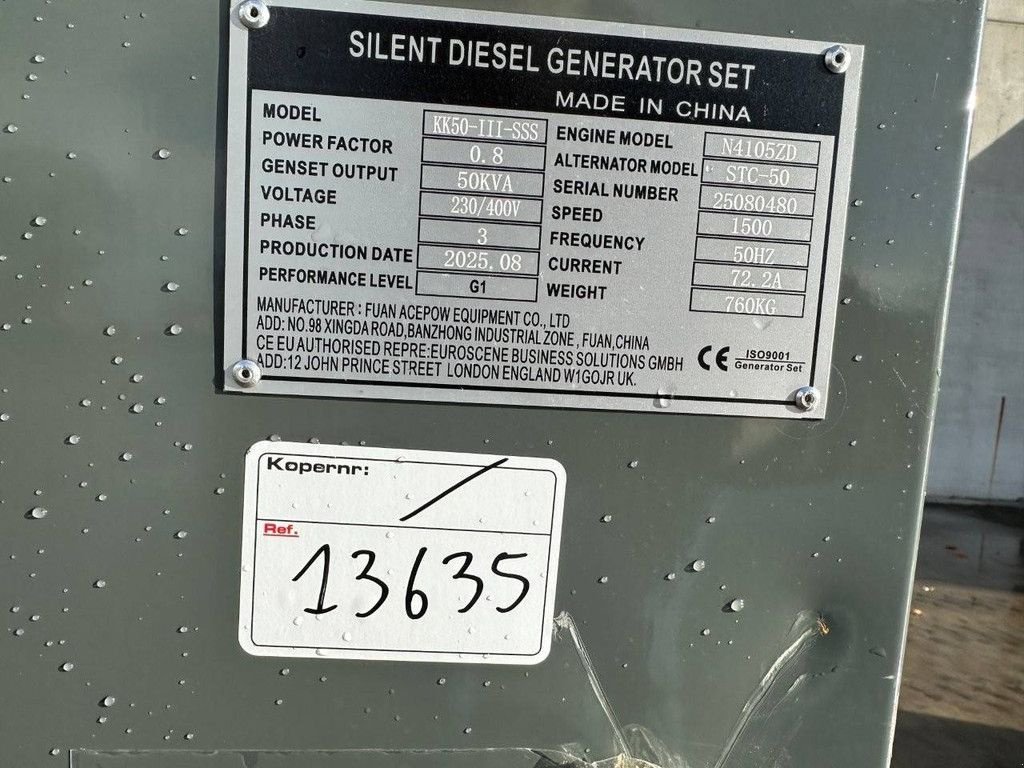 SILENT DIESEL GENERATOR SET
MADE IN CHINA
MODEL KK50-III-SSS
POWER FACTOR 0.8
GENSET OUTPUT 50KVA
VOLTAGE 230/400V
PHASE 3
PRODUCTION DATE 2025.08
PERFORMANCE LEVEL G1
ENGINE MODEL N4105ZD
ALTERNATOR MODEL STC-50
SERIAL NUMBER 25080480
SPEED 1500
FREQUENCY 50HZ
CURRENT 72.2A
WEIGHT 760KG
MANUFACTURER : FUAN ACEPOW EQUIPMENT CO., LTD
ADD: NO.98 XINGDA ROAD,BANZHONG INDUSTRIAL ZONE , FUAN,CHINA
CE EU AUTHORISED REPRE:EUROSCENE BUSINESS SOLUTIONS GMBH
ADD:12 JOHN PRINCE STREET LONDON ENGLAND W1GOJR UK.
CE ISO9001
Generator Set
Kopernr: /
Ref.
13635